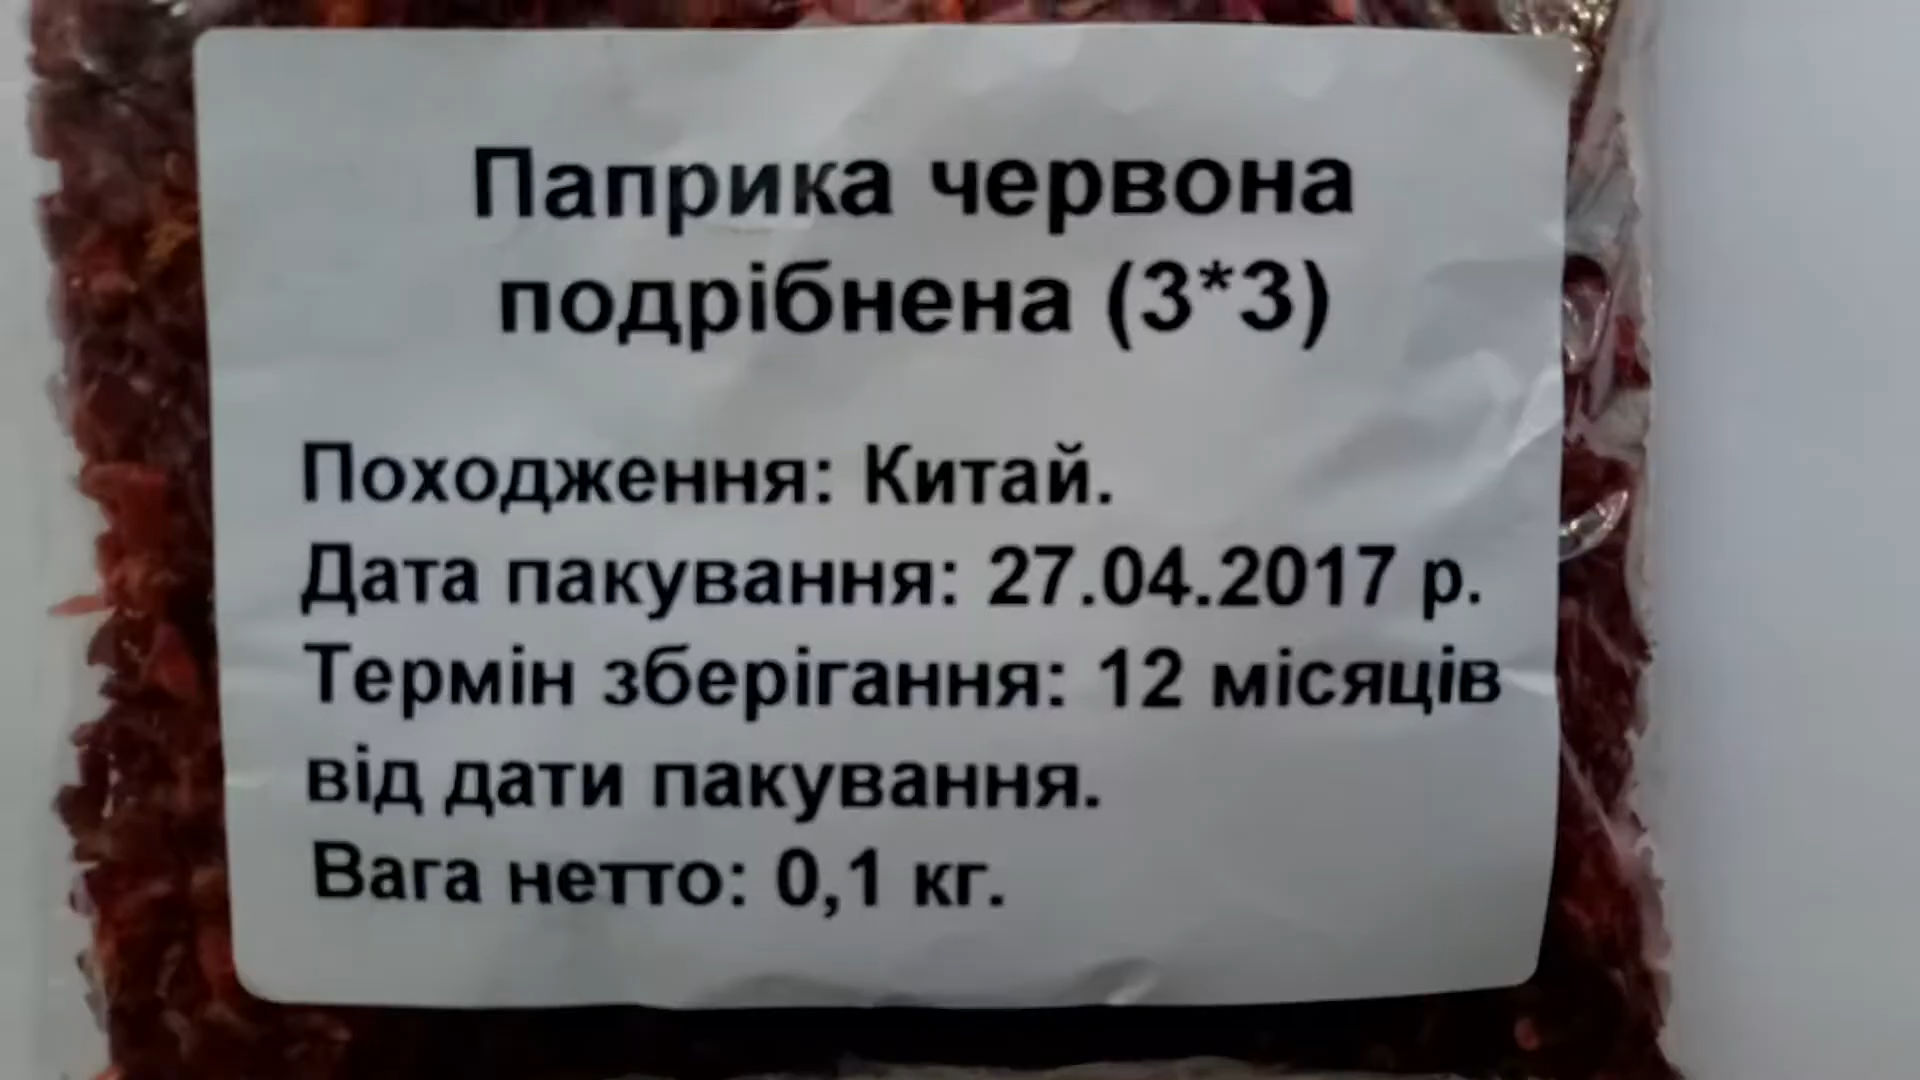 Паприка червона
подрібнена (3*3)
Походження: Китай.
Дата пакування: 27.04.2017 р.
Термін зберігання: 12 місяців
від дати пакування.
Вага нетто: 0,1 кг.